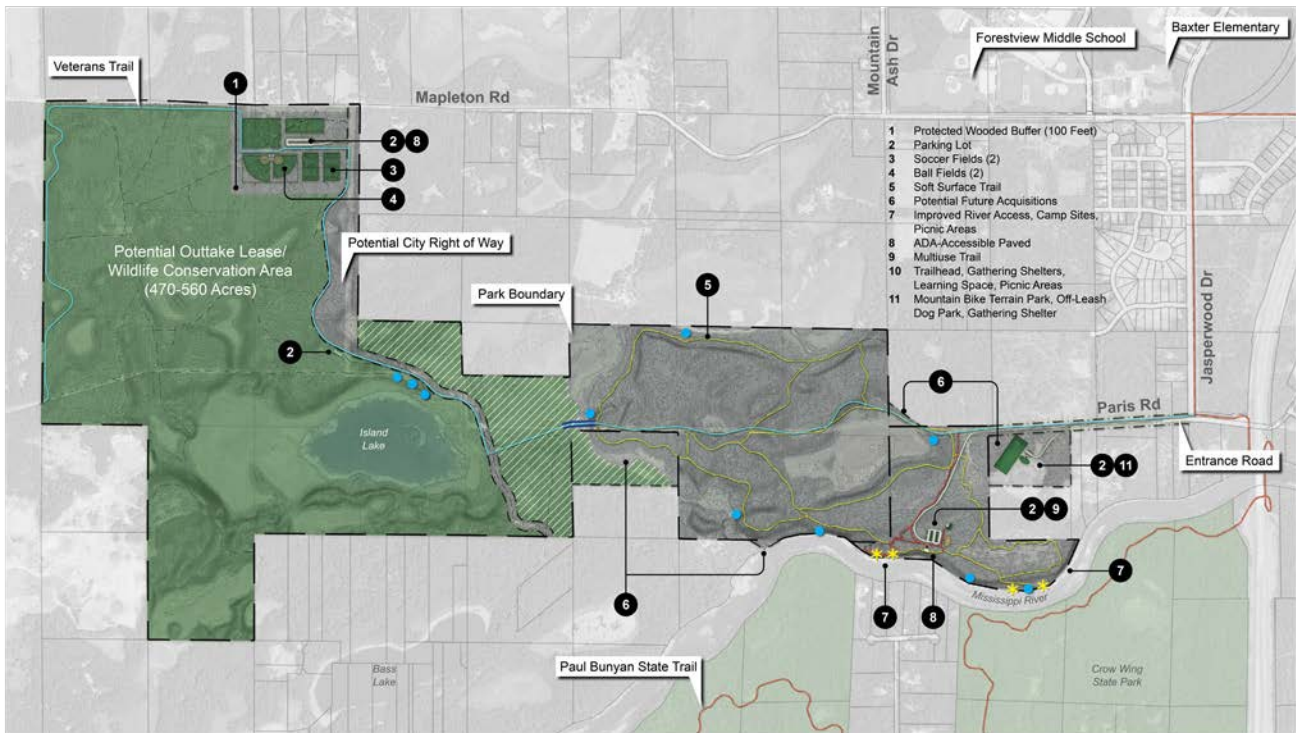 Veterans Trail
Mapleton Rd
Mountain
Ash Dr
Forestview Middle School
Baxter Elementary
1
2 8
3
4
1 Protected Wooded Buffer (100 Feet)
2 Parking Lot
3 Soccer Fields (2)
4 Ball Fields (2)
5 Soft Surface Trail
6 Potential Future Acquisitions
7 Improved River Access, Camp Sites,
Picnic Areas
8 ADA-Accessible Paved
9 Multiuse Trail
10 Trailhead, Gathering Shelters,
Learning Space, Picnic Areas
11 Mountain Bike Terrain Park, Off-Leash
Dog Park, Gathering Shelter
Potential Outtake Lease/
Wildlife Conservation Area
(470-560 Acres)
Potential City Right of Way
Park Boundary
5
2
Jasperwood Dr
6
Paris Rd
Island
Lake
Entrance Road
6
2 11
2 9
7
8
7
6
Mississippi River
Bass
Lake
Paul Bunyan State Trail
Crow Wing
State Park